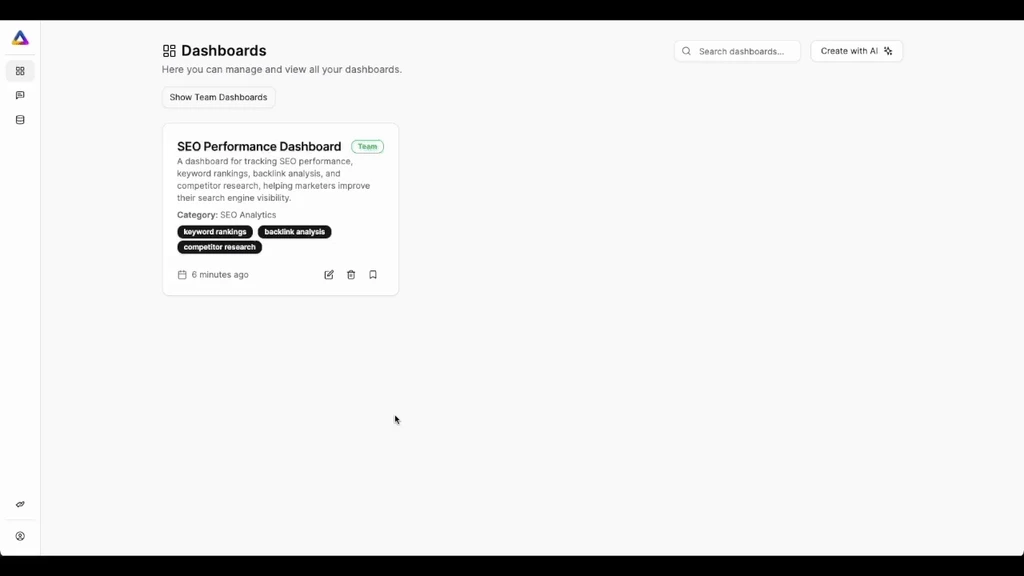 Dashboards
Here you can manage and view all your dashboards.
Search dashboards...
Create with AI
Show Team Dashboards
SEO Performance Dashboard
Team
A dashboard for tracking SEO performance,
keyword rankings, backlink analysis, and
competitor research, helping marketers improve
their search engine visibility.
Category: SEO Analytics
keyword rankings
backlink analysis
competitor research
6 minutes ago